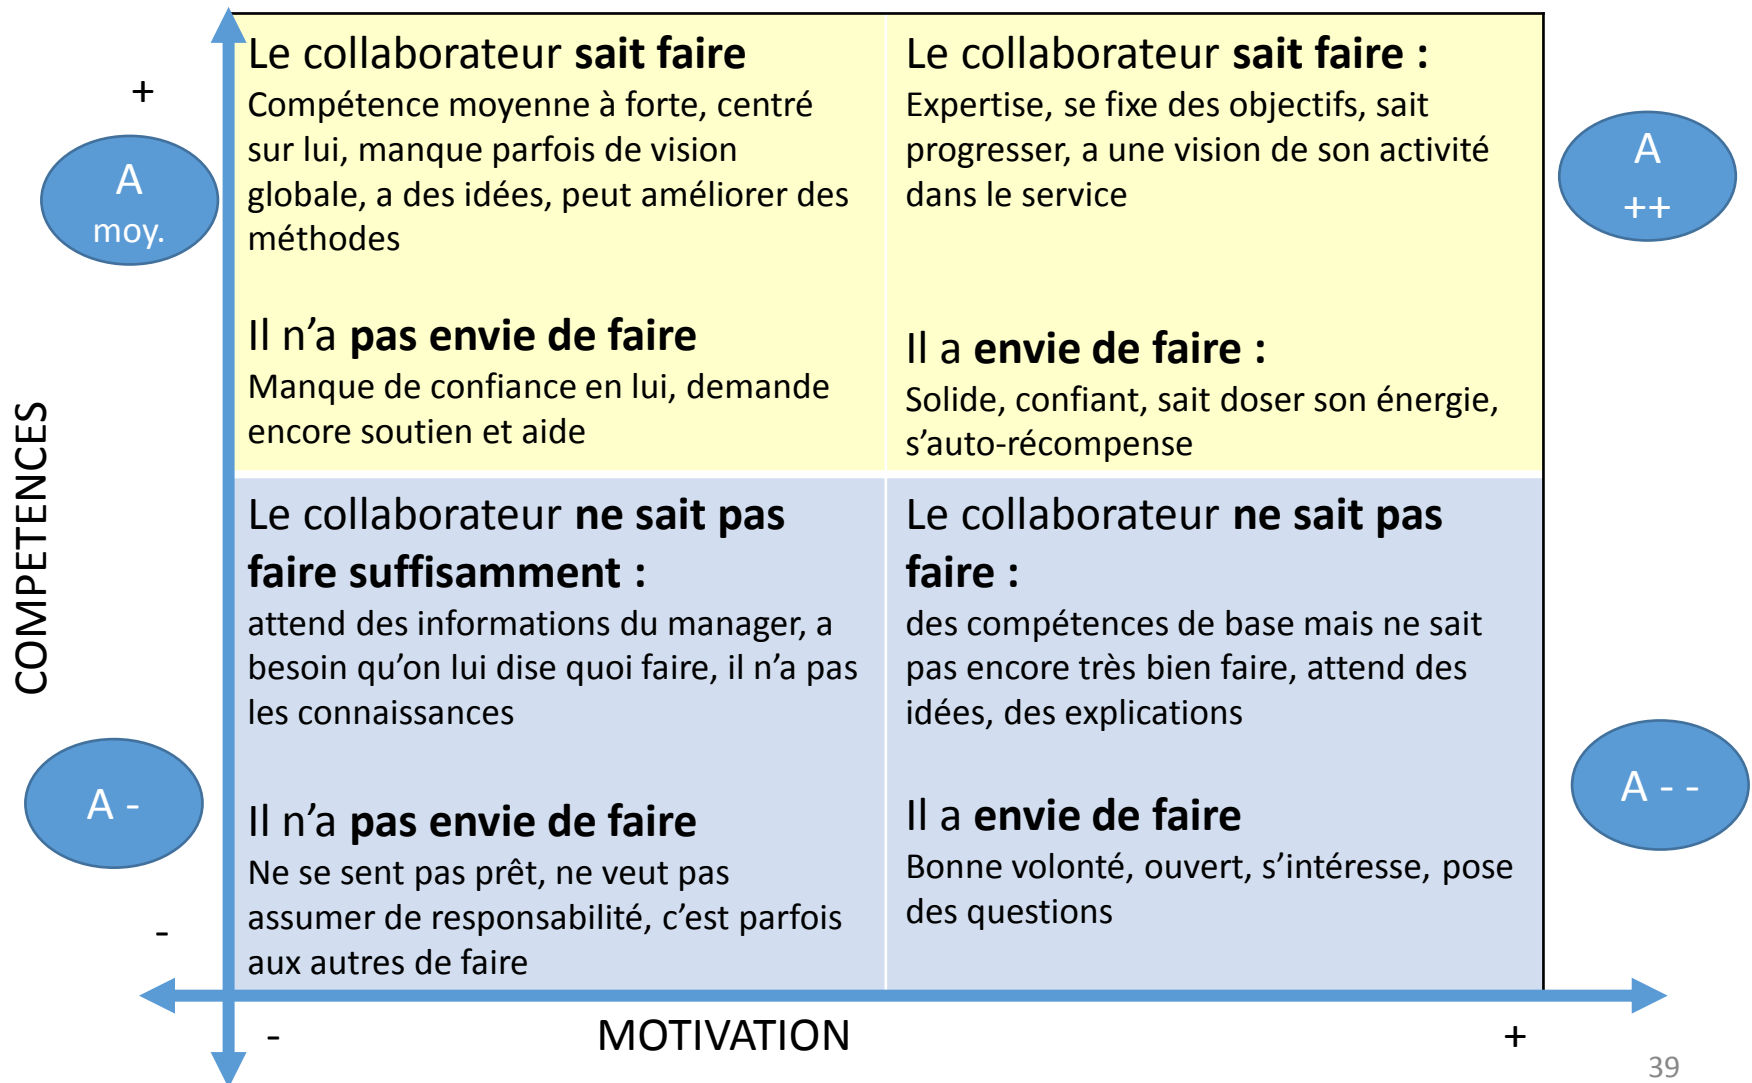 +
A
moy.
COMPETENCES
A -
-
Le collaborateur sait faire
Compétence moyenne à forte, centré
sur lui, manque parfois de vision
globale, a des idées, peut améliorer des
méthodes
Il n’a pas envie de faire
Manque de confiance en lui, demande
encore soutien et aide
Le collaborateur sait faire :
Expertise, se fixe des objectifs, sait
progresser, a une vision de son activité
dans le service
Il a envie de faire :
Solide, confiant, sait doser son énergie,
s’auto-récompense
A
++
Le collaborateur ne sait pas
faire suffisamment :
attend des informations du manager, a
besoin qu’on lui dise quoi faire, il n’a pas
les connaissances
Il n’a pas envie de faire
Ne se sent pas prêt, ne veut pas
assumer de responsabilité, c’est parfois
aux autres de faire
Le collaborateur ne sait pas
faire :
des compétences de base mais ne sait
pas encore très bien faire, attend des
idées, des explications
Il a envie de faire
Bonne volonté, ouvert, s’intéresse, pose
des questions
A - -
-
MOTIVATION
+
39